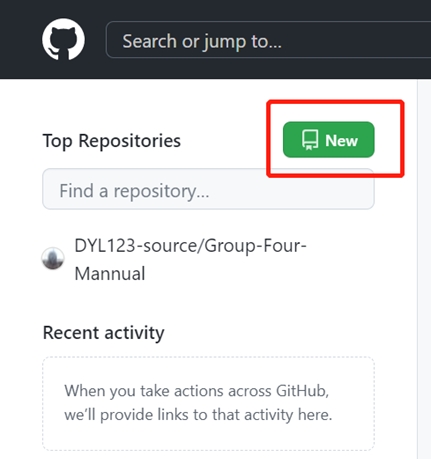 Search or jump to...
Top Repositories
New
Find a repository...
DYL123-source/Group-Four-
Mannual
Recent activity
When you take actions across GitHub,
we'll provide links to that activity here.